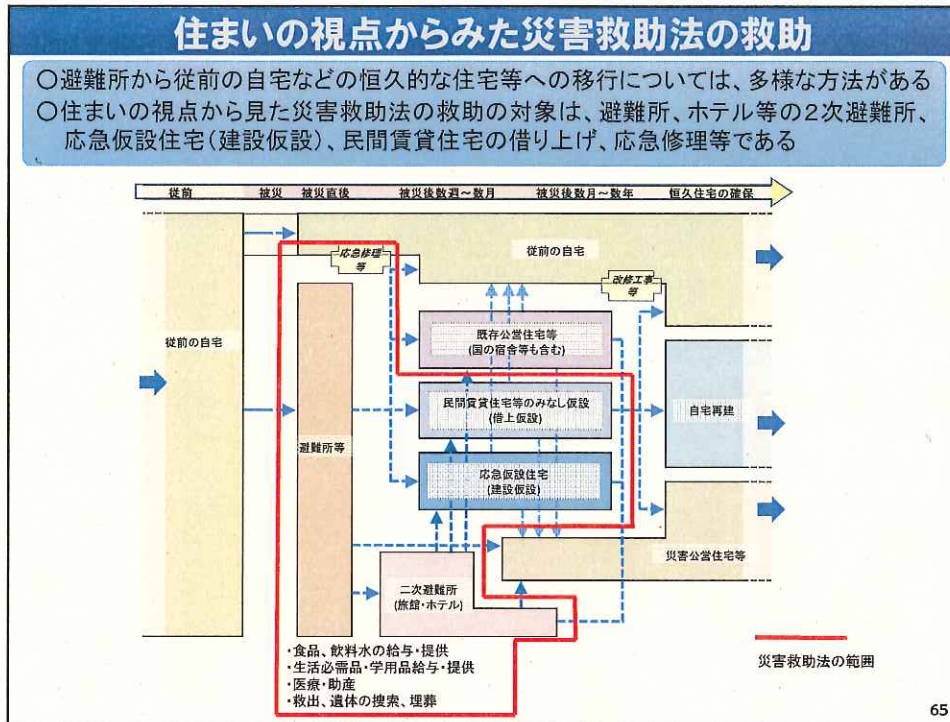 住まいの視点からみた災害救助法の救助
○避難所から従前の自宅などの恒久的な住宅等への移行については、多様な方法がある
○住まいの視点から見た災害救助法の救助の対象は、避難所、ホテル等の2次避難所、
応急仮設住宅(建設仮設)、民間賃貸住宅の借り上げ、応急修理等である
従前
被災
被災直後
被災後数週～数月
被災後数月～数年
恒久住宅の確保
応急修理
等
従前の自宅
改修工事
等
従前の自宅
既存公営住宅等
(国の宿舎等も含む)
民間賃貸住宅等のみなし仮設
(借上仮設)
自宅再建
避難所等
応急仮設住宅
(建設仮設)
災害公営住宅等
二次避難所
(旅館・ホテル)
・食品、飲料水の給与・提供
・生活必需品・学用品給与・提供
・医療・助産
・救出、遺体の捜索、埋葬
災害救助法の範囲
65